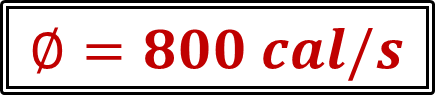 ∅ = 800 cal/s